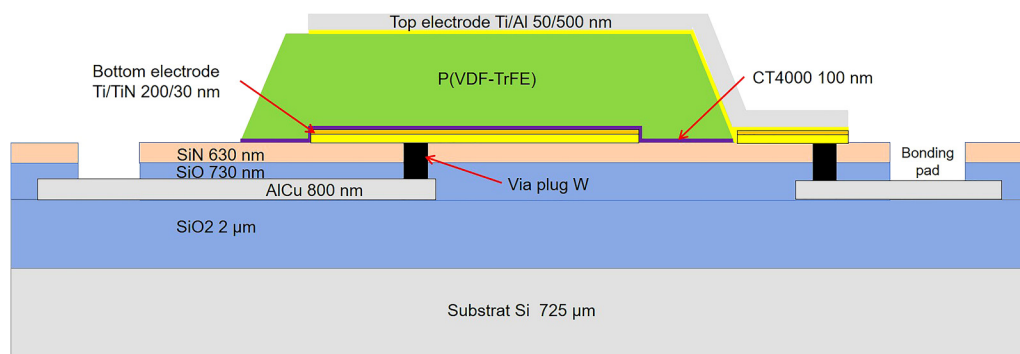 Top electrode Ti/Al 50/500 nm
Bottom electrode
Ti/TiN 200/30 nm
P(VDF-TrFE)
CT4000 100 nm
SiN 630 nm
SiO 730 nm
AlCu 800 nm
Via plug W
Bonding
pad
SiO2 2 µm
Substrat Si 725 µm